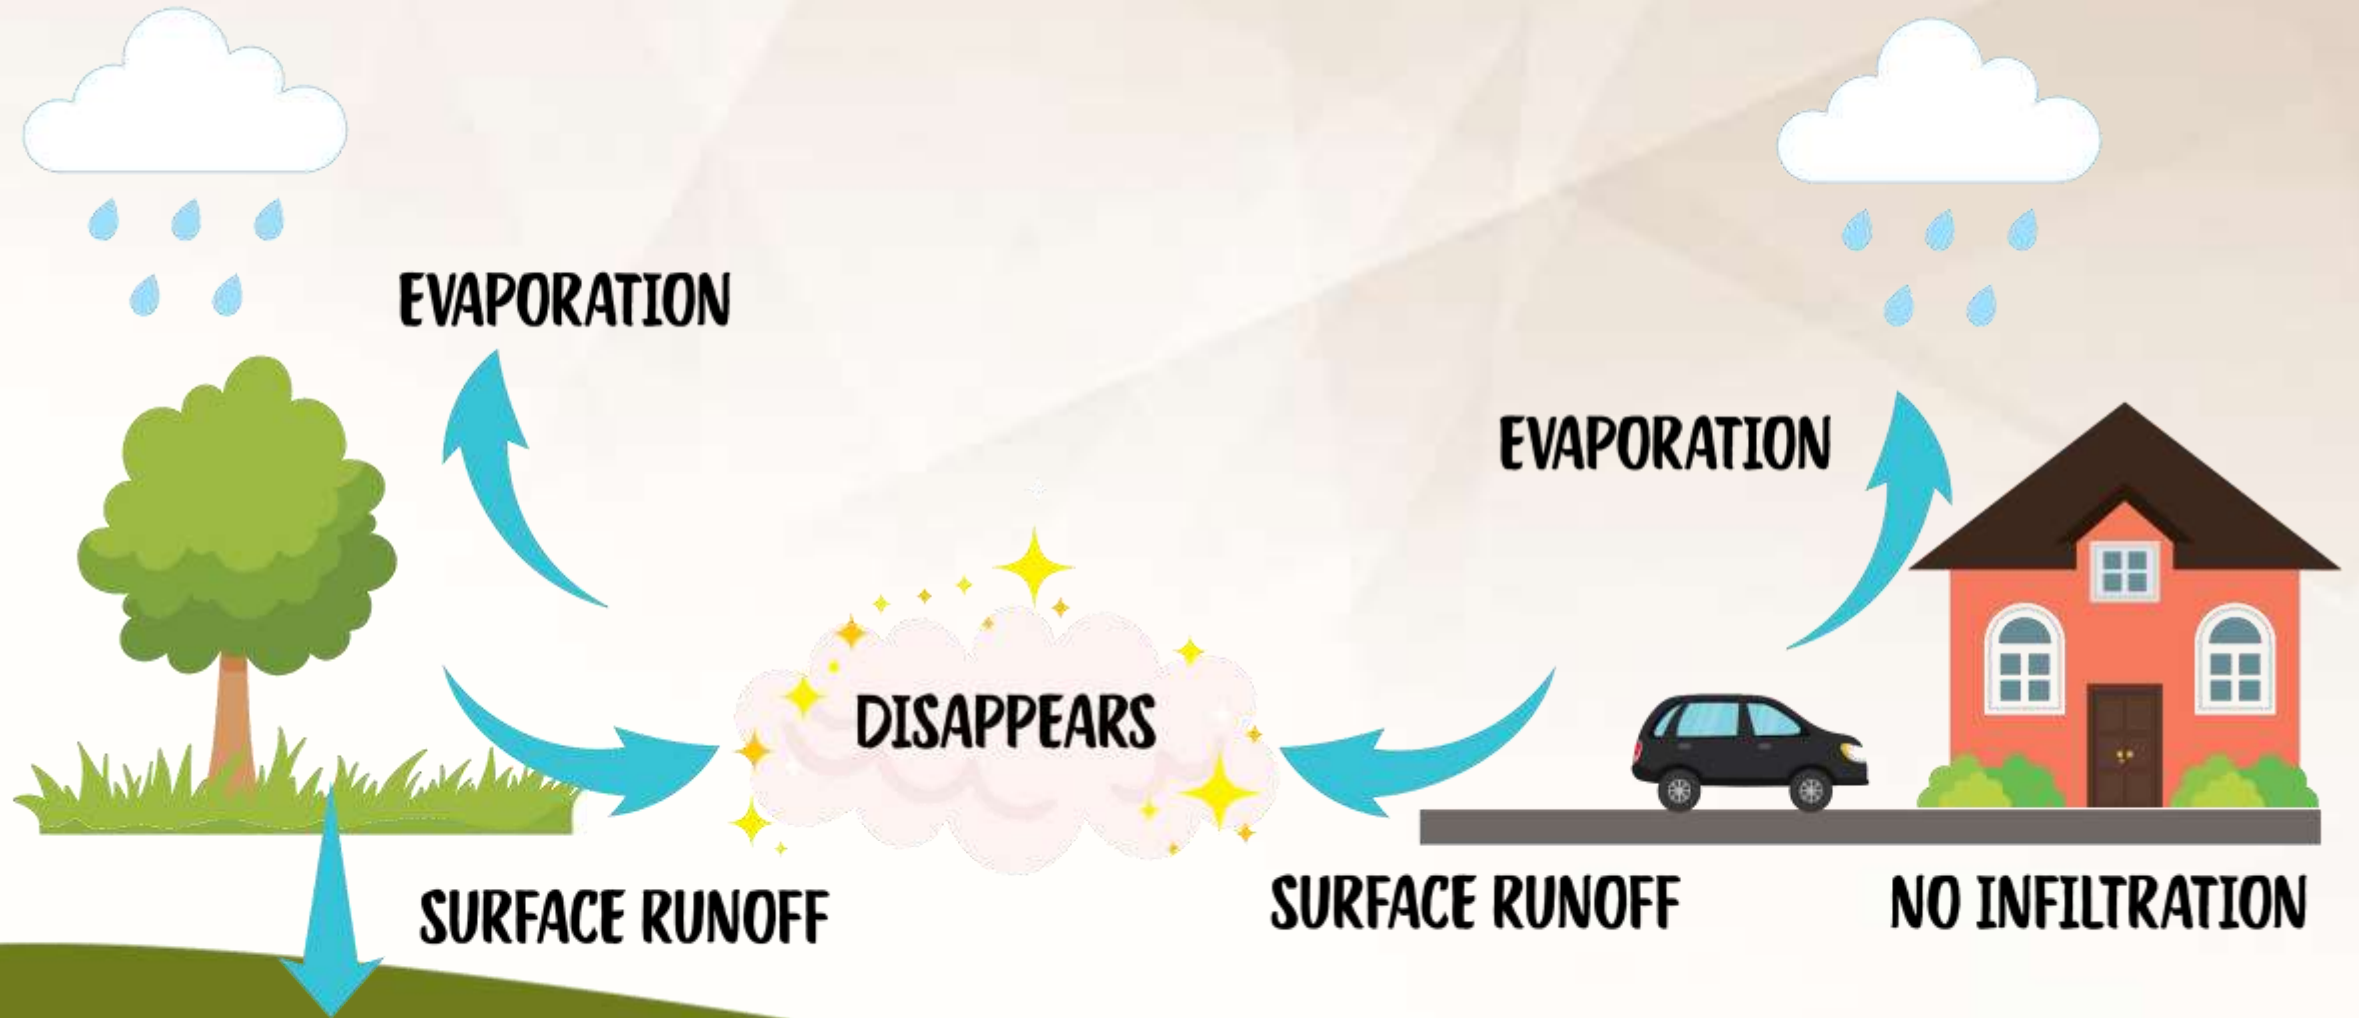 EVAPORATION
EVAPORATION
DISAPPEARS
SURFACE RUNOFF
SURFACE RUNOFF
NO INFILTRATION